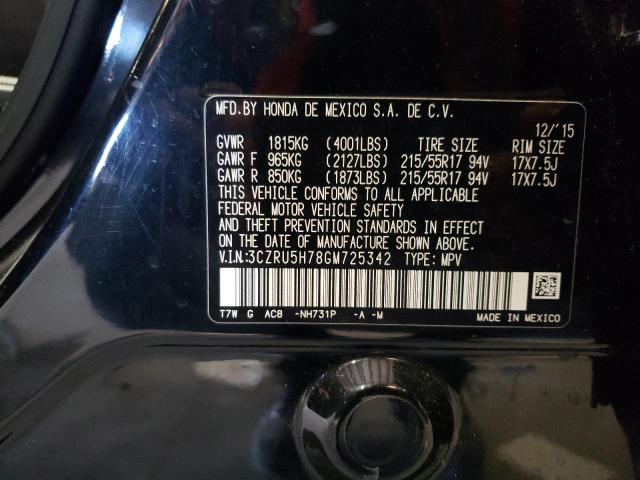 MFD.BY HONDA DE MEXICO S.A. DE C.V.
12/'15
GVWR 1815KG (4001LBS) TIRE SIZE RIM SIZE
GAWR F 965KG (2127LBS) 215/55R17 94V 17X7.5J
GAWR R 850KG (1873LBS) 215/55R17 94V 17X7.5J
THIS VEHICLE CONFORMS TO ALL APPLICABLE
FEDERAL MOTOR VEHICLE SAFETY
AND THEFT PREVENTION STANDARDS IN EFFECT
ON THE DATE OF MANUFACTURE SHOWN ABOVE.
V.I.N:3CZRU5H78GM725342 TYPE: MPV
T7W G AC8 -NH731P -A -M MADE IN MEXICO